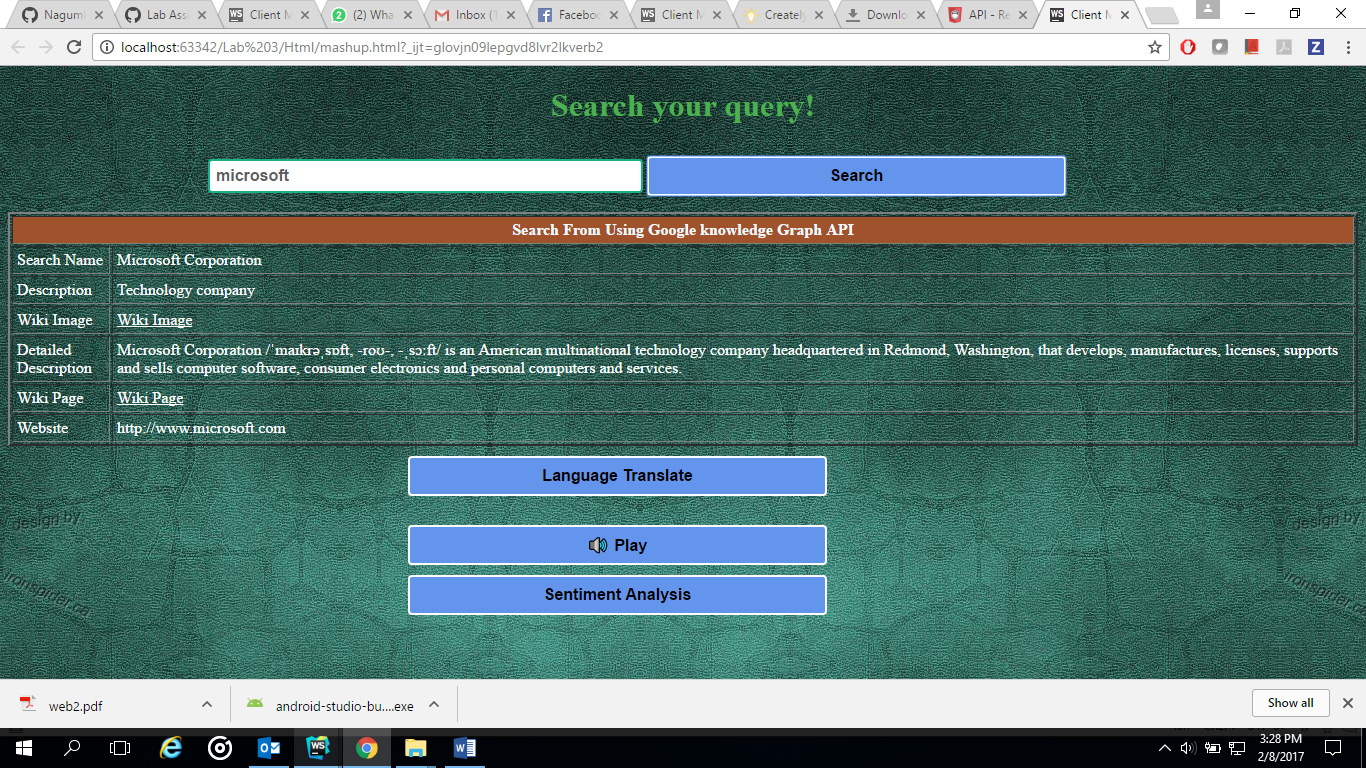 Nagum
Lab Ass
Client M
(2) Wha
Inbox (1
Faceboo
Client M
Createl
Downlo
API - Re
Client M
localhost:63342/Lab%203/Html/mashup.html?_ijt=glovjn09lepgvd8lvr2lkverb2
Search your query!
microsoft
Search
Search From Using Google knowledge Graph API
Search Name Microsoft Corporation
Description Technology company
Wiki Image Wiki Image
Detailed Description
Microsoft Corporation /ˈmaɪkrəˌsɒft, -roʊ-, -ˌsɔːft/ is an American multinational technology company headquartered in Redmond, Washington, that develops, manufactures, licenses, supports
and sells computer software, consumer electronics and personal computers and services.
Wiki Page Wiki Page
Website http://www.microsoft.com
Language Translate
design by
design by
Play
ironspider.ca
ironspider.c
Sentiment Analysis
web2.pdf
android-studio-bu....exe
Show all
3:28 PM
2/8/2017